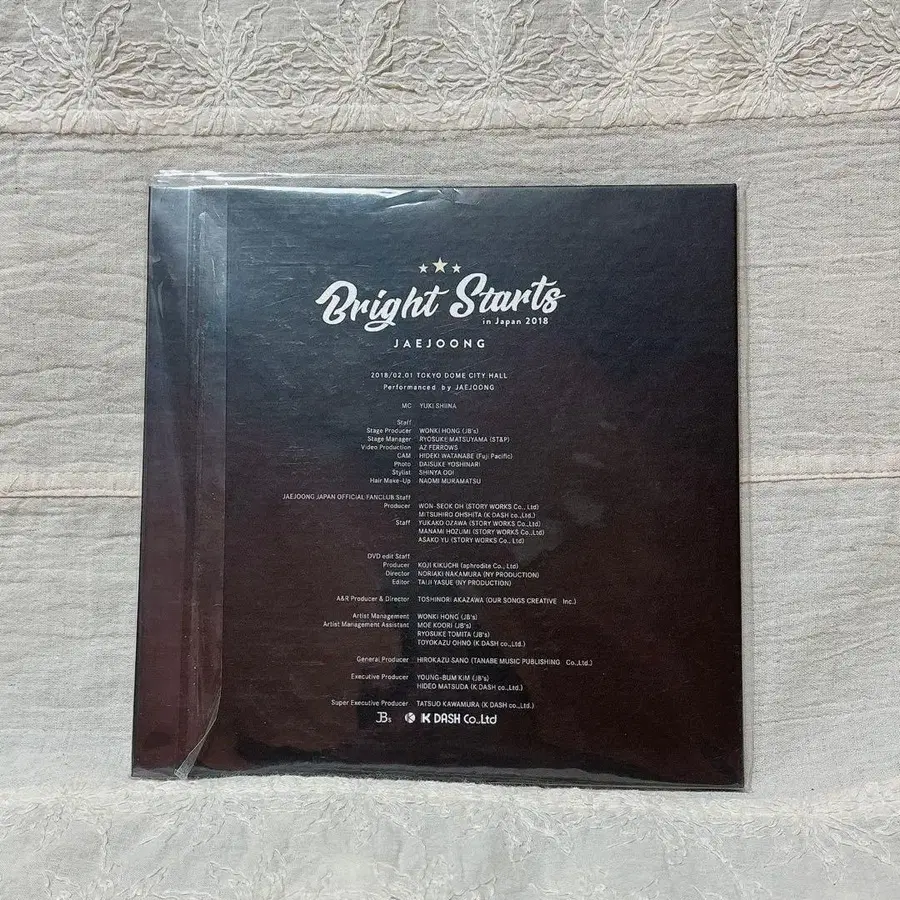 Bright Starts
in Japan 2018
JAEJOONG
2018/02.01 TOKYO DOME CITY HALL
Performanced by JAEJOONG
MC YUKI SHIINA
Staff
Stage Producer WONKI HONG (JB's)
Stage Manager RYOSUKE MATSUYAMA (ST&P)
Video Production AZ FERROWS
CAM HIDEKI WATANABE (Fuji Pacific)
Photo DAISUKE YOSHINARI
Stylist SHINYA OOI
Hair Make-Up NAOMI MURAMATSU
JAEJOONG JAPAN OFFICIAL FANCLUB Staff
Producer WON-SEOK OH (STORY WORKS Co., Ltd)
MITSUHIRO OHSHITA (K DASH co.,Ltd.)
Staff YUKAKO OZAWA (STORY WORKS Co., Ltd)
MANAMI HOZUMI (STORY WORKS Co., Ltd)
ASAKO YU (STORY WORKS Co., Ltd)
DVD edit Staff
Producer KOJI KIKUCHI (aphrodite Co., Ltd)
Director NORIAKI NAKAMURA (NY PRODUCTION)
Editor TAIJI YASUE (NY PRODUCTION)
A&R Producer & Director TOSHINORI AKAZAWA (OUR SONGS CREATIVE Inc.)
Artist Management WONKI HONG (JB's)
Artist Management Assistant MOE KOORI (JB's)
RYOSUKE TOMITA (JB's)
TOYOKAZU OHNO (K DASH co.,Ltd.)
General Producer HIROKAZU SANO (TANABE MUSIC PUBLISHING Co.,Ltd.)
Executive Producer YOUNG-BUM KIM (JB's)
HIDEO MATSUDA (K DASH co.,Ltd.)
Super Executive Producer TATSUO KAWAMURA (K DASH co.,Ltd.)
JB's K DASH Co.,Ltd